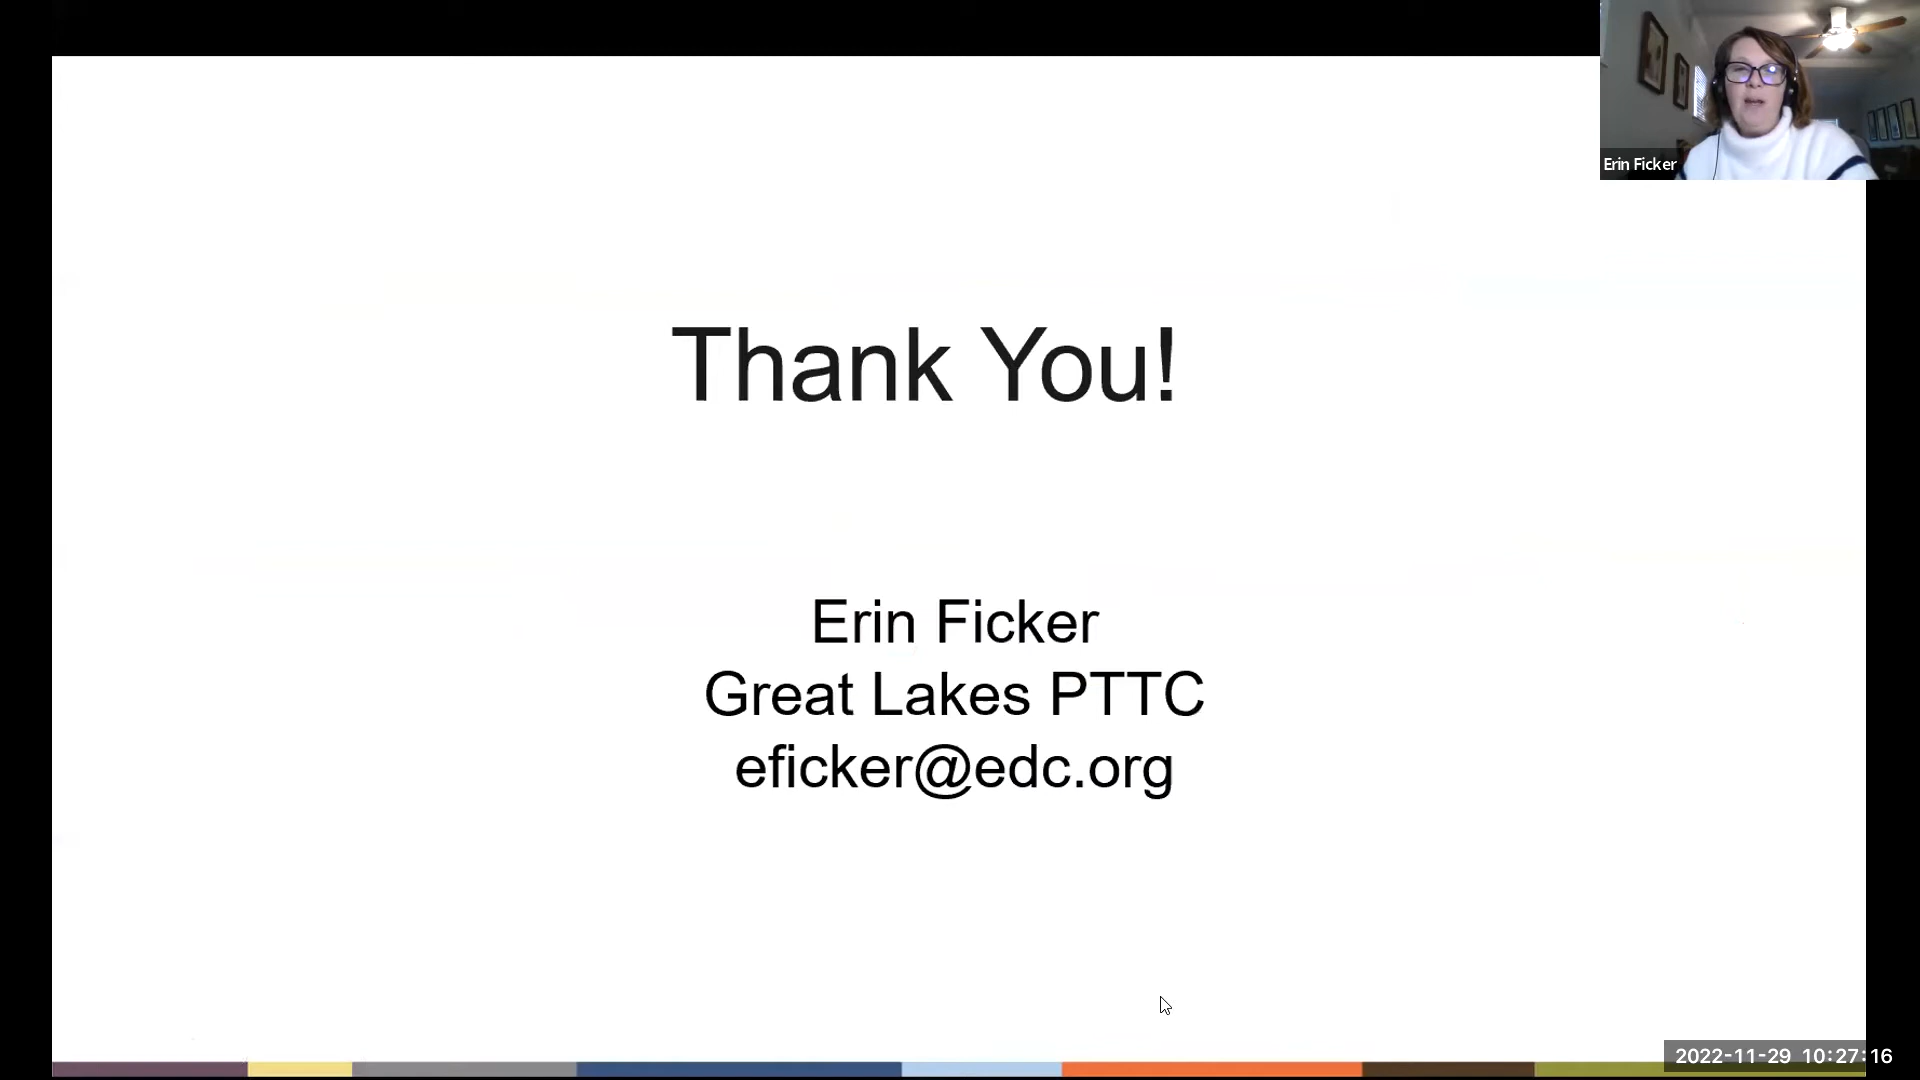 Erin Ficker
Thank You!
Erin Ficker
Great Lakes PTTC
eficker@edc.org
2022-11-29 10:27:16